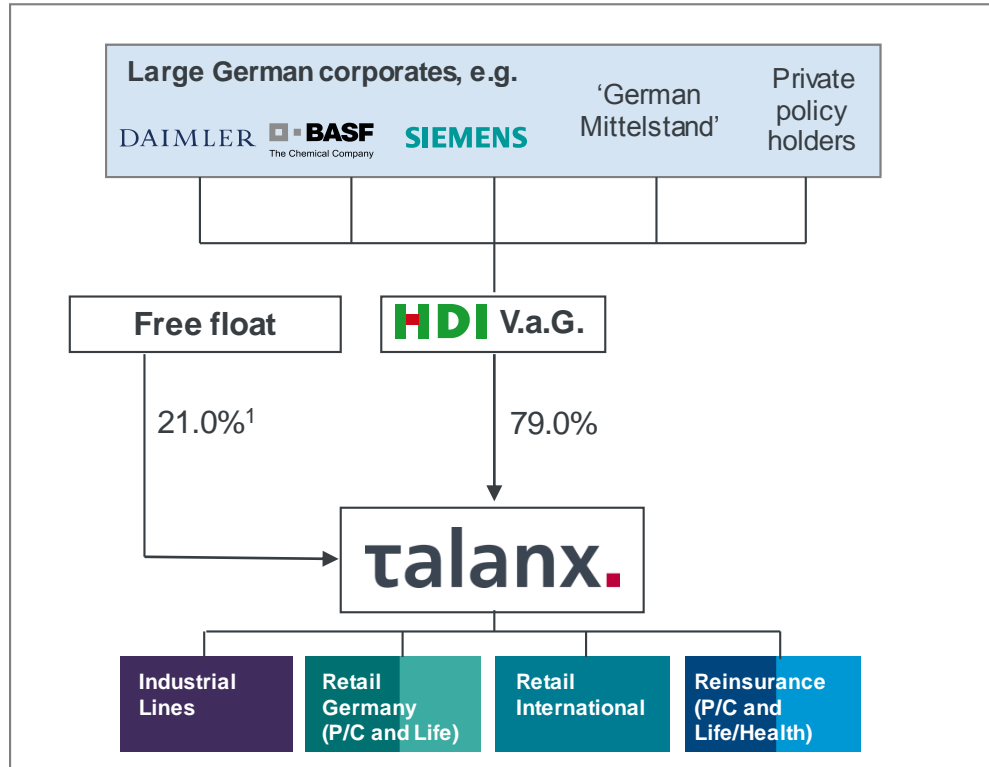 Large German corporates, e.g.
DAIMLER
BASF
The Chemical Company
SIEMENS
‘German
Mittelstand’
Private
policy
holders
Free float
HDI V.a.G.
21.0%¹
79.0%
talanx.
Industrial
Lines
Retail
Germany
(P/C and Life)
Retail
International
Reinsurance
(P/C and
Life/Health)